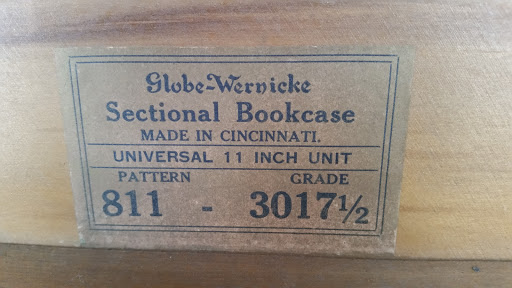 Globe-Wernicke
Sectional Bookcase
MADE IN CINCINNATI.
UNIVERSAL 11 INCH UNIT
PATTERN GRADE
811 - 3017½